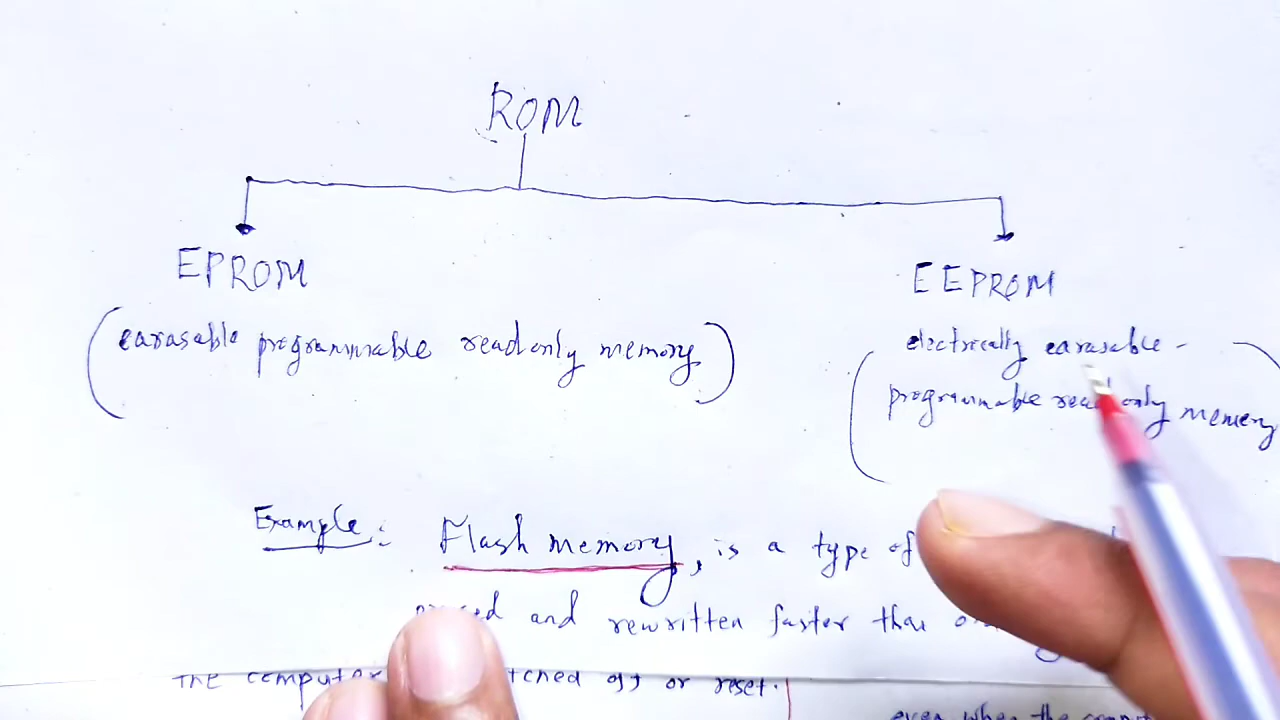 ROM
EPROM
EEPROM
(earasable programmable readonly memory)
(electrically earasable -
programmable read only memory
Example: Flash memory, is a type of
and rewritten faster than
The computer off or reset.
even when the